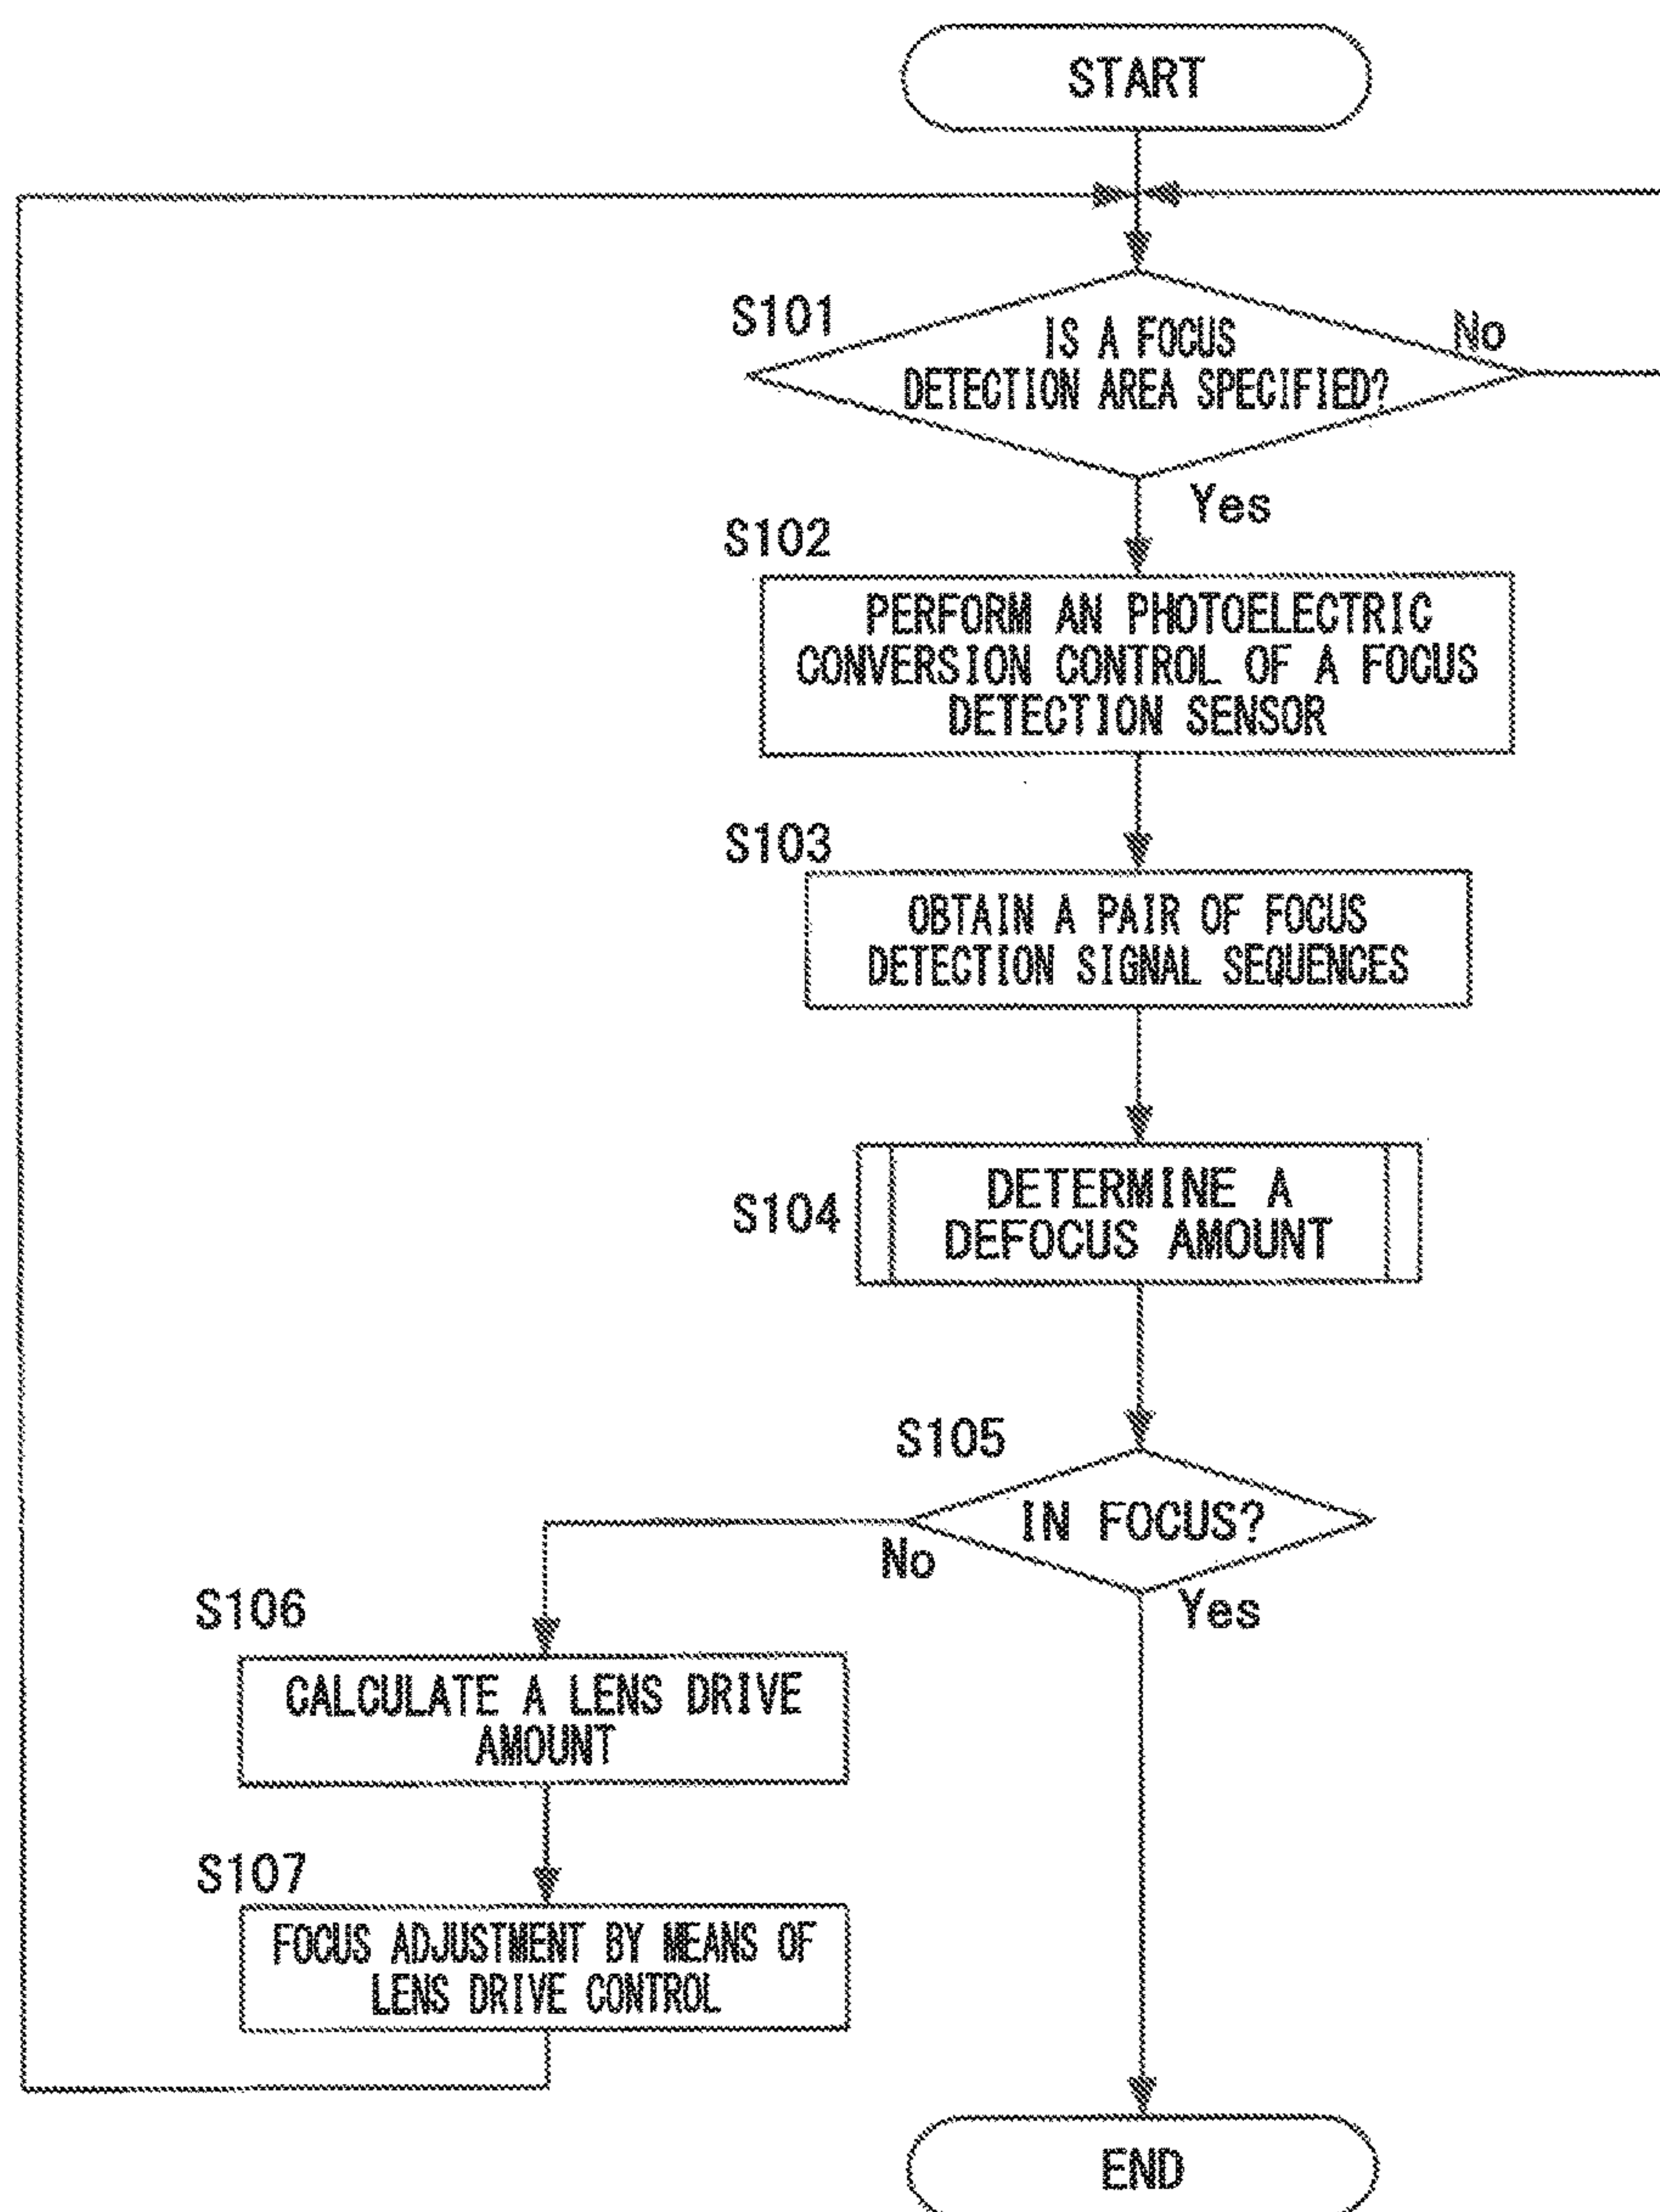 START
S101
IS A FOCUS
DETECTION AREA SPECIFIED?
No
Yes
S102
PERFORM AN PHOTOELECTRIC
CONVERSION CONTROL OF A FOCUS
DETECTION SENSOR
S103
OBTAIN A PAIR OF FOCUS
DETECTION SIGNAL SEQUENCES
S104
DETERMINE A
DEFOCUS AMOUNT
S105
IN FOCUS?
No
Yes
S106
CALCULATE A LENS DRIVE
AMOUNT
S107
FOCUS ADJUSTMENT BY MEANS OF
LENS DRIVE CONTROL
END